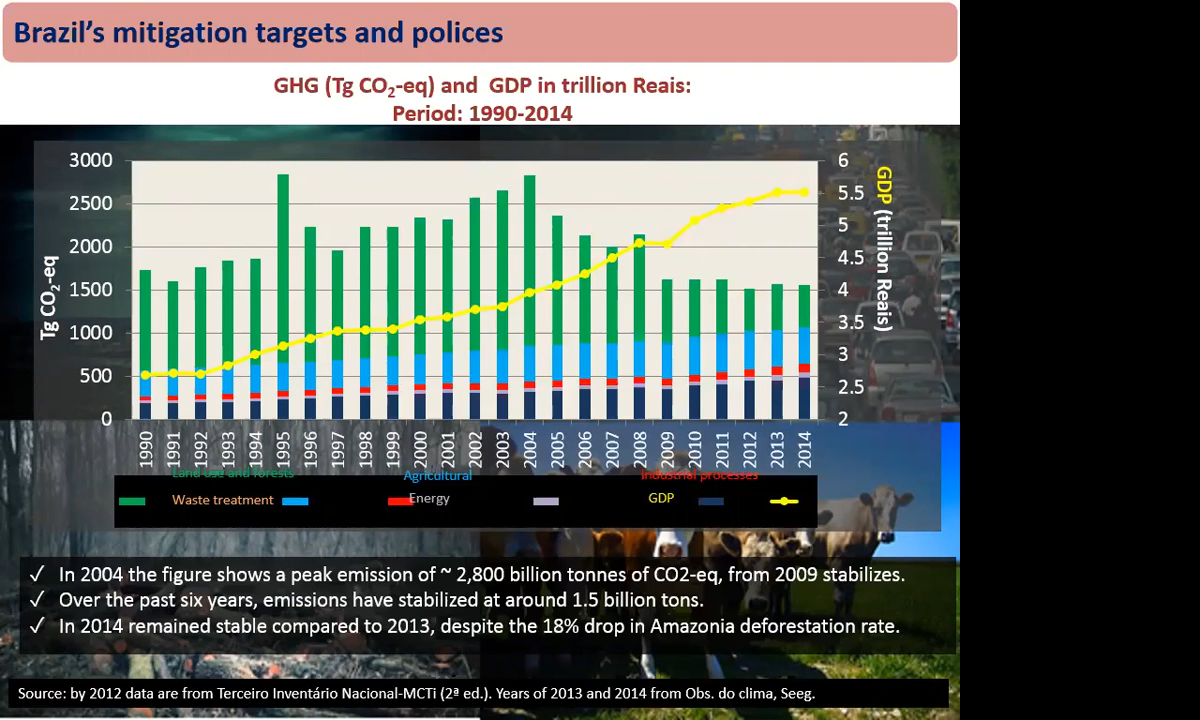 Brazil’s mitigation targets and polices
GHG (Tg CO2-eq) and GDP in trillion Reais:
Period: 1990-2014
Tg CO2-eq
3000
2500
2000
1500
1000
500
0
6
5.5
5
4.5
4
3.5
3
2.5
2
GDP (trillion Reais)
1990 1991 1992 1993 1994 1995 1996 1997 1998 1999 2000 2001 2002 2003 2004 2005 2006 2007 2008 2009 2010 2011 2012 2013 2014
Land use and forests Agricultural Industrial processes
Waste treatment Energy GDP
✓ In 2004 the figure shows a peak emission of ~ 2,800 billion tonnes of CO2-eq, from 2009 stabilizes.
✓ Over the past six years, emissions have stabilized at around 1.5 billion tons.
✓ In 2014 remained stable compared to 2013, despite the 18% drop in Amazonia deforestation rate.
Source: by 2012 data are from Terceiro Inventário Nacional-MCTi (2ª ed.). Years of 2013 and 2014 from Obs. do clima, Seeg.